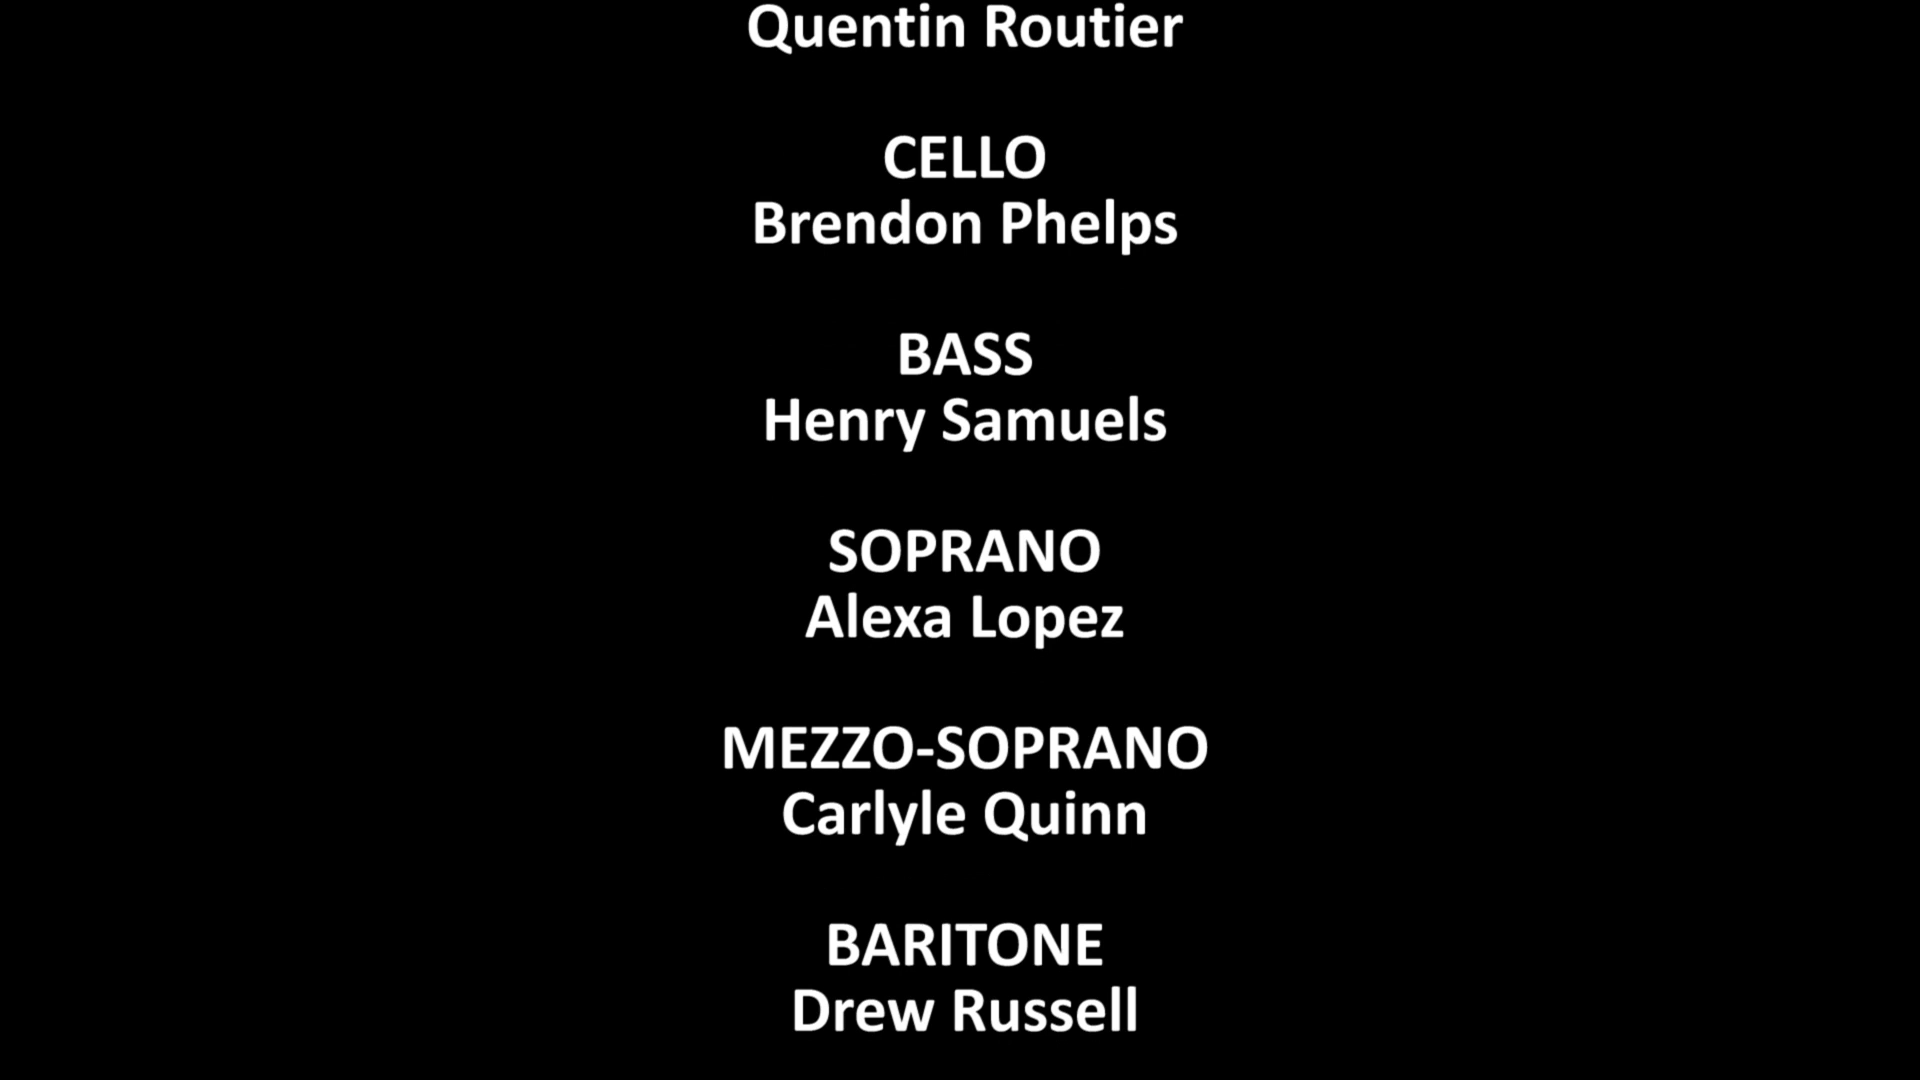 Quentin Routier
CELLO
Brendon Phelps
BASS
Henry Samuels
SOPRANO
Alexa Lopez
MEZZO-SOPRANO
Carlyle Quinn
BARITONE
Drew Russell